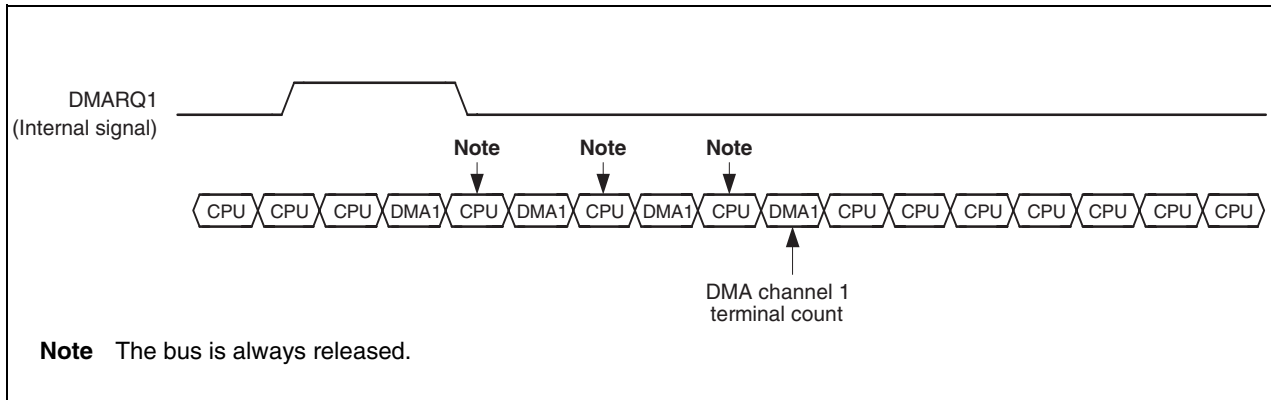 DMARQ1
(Internal signal)
Note Note Note
CPU CPU CPU DMA1 CPU DMA1 CPU DMA1 CPU DMA1 CPU CPU CPU CPU CPU CPU CPU
DMA channel 1
terminal count
Note The bus is always released.